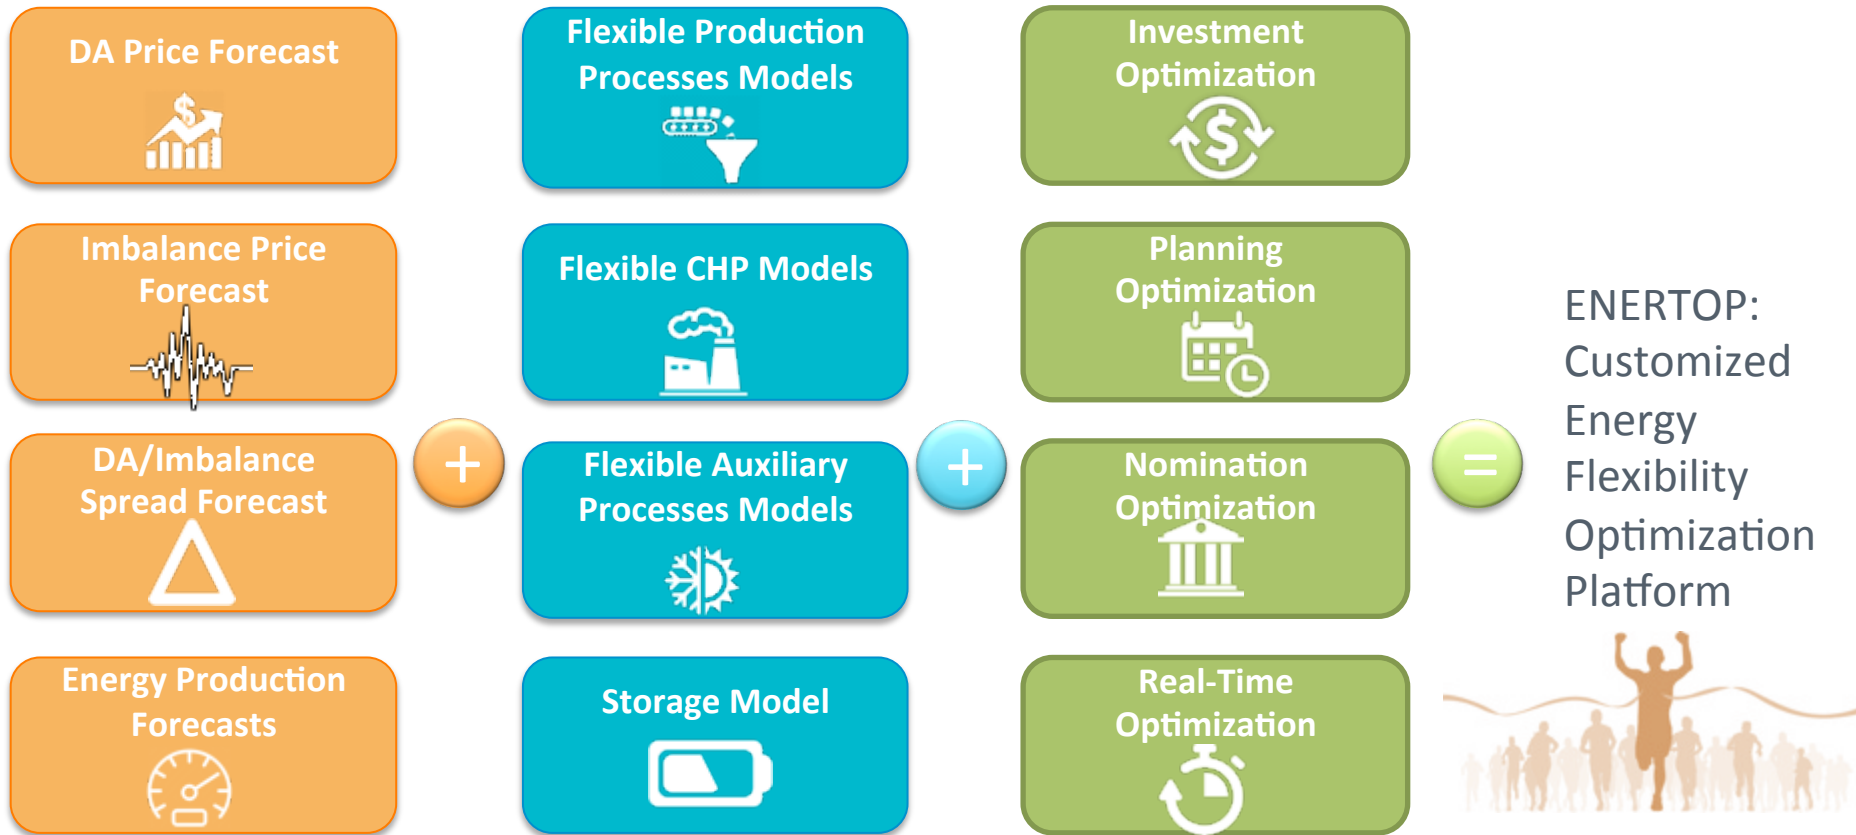 DA Price Forecast
Imbalance Price
Forecast
DA/Imbalance
Spread Forecast
Energy Production
Forecasts
+
Flexible Production
Processes Models
Flexible CHP Models
Flexible Auxiliary
Processes Models
Storage Model
+
Investment
Optimization
$
Planning
Optimization
Nomination
Optimization
Real-Time
Optimization
=
ENERTOP:
Customized
Energy
Flexibility
Optimization
Platform